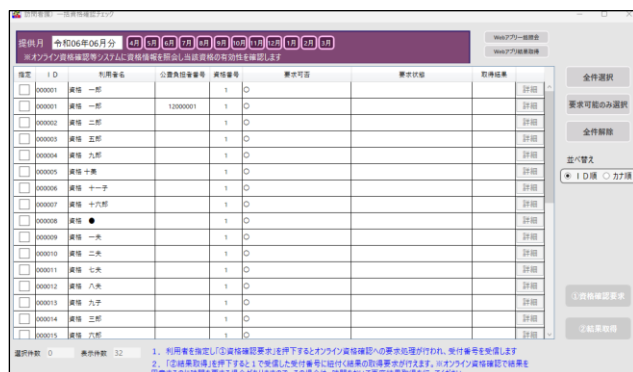 訪問看護2 一括資格確認チェック
提供月 令和06年06月分 4月 5月 6月 7月 8月 9月 10月 11月 12月 1月 2月 3月
※オンライン資格確認等システムに資格情報を照会し当該資格の有効性を確認します
Webアプリ一括照会
Webアプリ結果取得
指定 ID 利用者名 公費負担者番号 資格番号 要求可否 要求状態 取得結果
000001 資格 一郎 1 ○ 詳細
000001 資格 一郎 12000001 1 ○ 詳細
000002 資格 二郎 1 ○ 詳細
000003 資格 五郎 1 ○ 詳細
000004 資格 九郎 1 ○ 詳細
000005 資格 十美 1 ○ 詳細
000006 資格 十一子 1 ○ 詳細
000007 資格 十六郎 1 ○ 詳細
000008 資格 ● 1 ○ 詳細
000009 資格 一夫 1 ○ 詳細
000010 資格 二夫 1 ○ 詳細
000011 資格 七夫 1 ○ 詳細
000012 資格 八夫 1 ○ 詳細
000013 資格 九子 1 ○ 詳細
000014 資格 三郎 1 ○ 詳細
000015 資格 六郎 1 ○ 詳細
全件選択
要求可能のみ選択
全件解除
並べ替え
ID順 カナ順
①資格確認要求
②結果取得
選択件数 0 表示件数 32
1．利用者を指定し「①資格確認要求」を押下するとオンライン資格確認への要求処理が行われ、受付番号を受信します
2．「②結果取得」を押下すると１で受信した受付番号に紐付く結果の取得要求が行えます。※オンライン資格確認で結果を